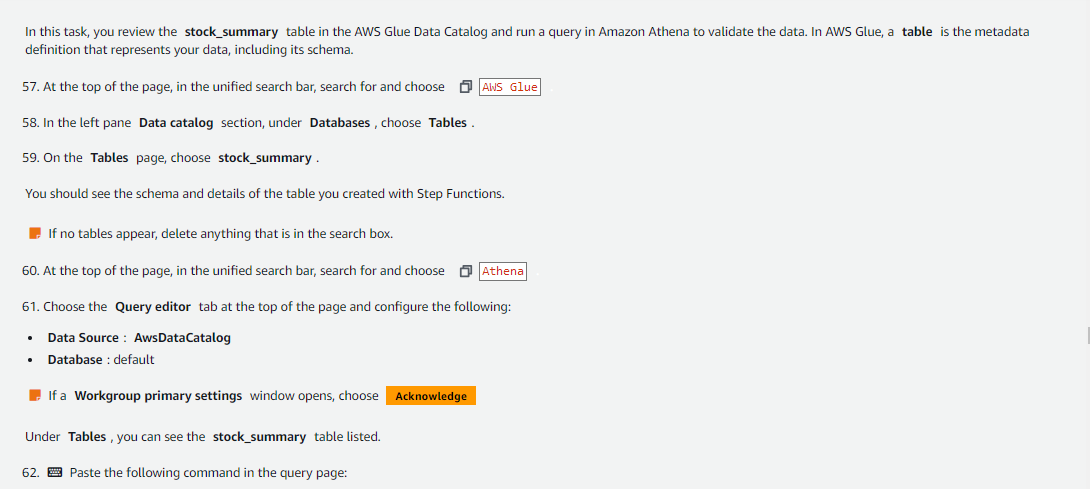 In this task, you review the stock_summary table in the AWS Glue Data Catalog and run a query in Amazon Athena to validate the data. In AWS Glue, a table is the metadata
definition that represents your data, including its schema.
57. At the top of the page, in the unified search bar, search for and choose AWS Glue
58. In the left pane Data catalog section, under Databases , choose Tables .
59. On the Tables page, choose stock_summary .
You should see the schema and details of the table you created with Step Functions.
If no tables appear, delete anything that is in the search box.
60. At the top of the page, in the unified search bar, search for and choose Athena
61. Choose the Query editor tab at the top of the page and configure the following:
• Data Source : AwsDataCatalog
• Database : default
If a Workgroup primary settings window opens, choose Acknowledge
Under Tables , you can see the stock_summary table listed.
62. Paste the following command in the query page: